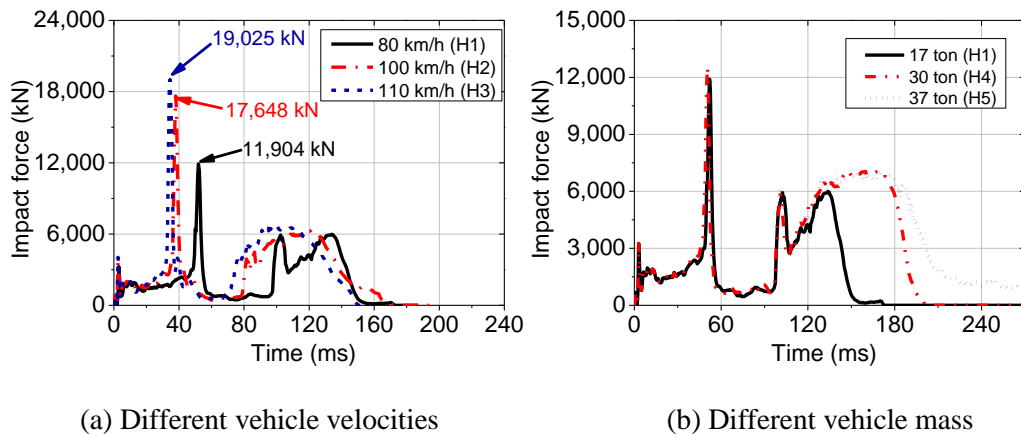 24,000
18,000
12,000
6,000
0
Impact force (kN)
0 40 80 120 160 200 240
Time (ms)
19,025 kN
17,648 kN
11,904 kN
80 km/h (H1)
100 km/h (H2)
110 km/h (H3)
(a) Different vehicle velocities
15,000
12,000
9,000
6,000
3,000
0
Impact force (kN)
0 60 120 180 240
Time (ms)
17 ton (H1)
30 ton (H4)
37 ton (H5)
(b) Different vehicle mass